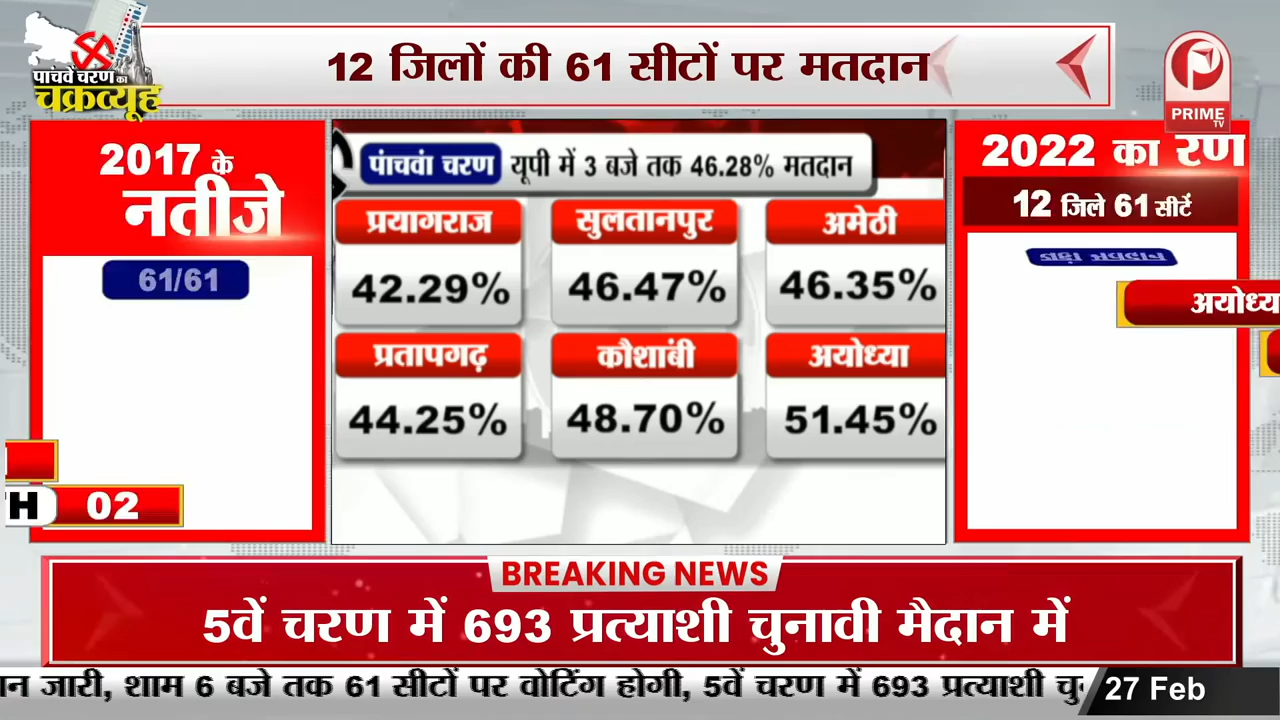 12 जिलों की 61 सीटों पर मतदान
पांचवें चरण का
चक्रव्यूह
PRIME
TV
2017 के
नतीजे
61/61
02
पांचवां चरण यूपी में 3 बजे तक 46.28% मतदान
प्रयागराज सुल्तानपुर अमेठी
42.29% 46.47% 46.35%
प्रतापगढ़ कौशांबी अयोध्या
44.25% 48.70% 51.45%
2022 का रण
12 जिले 61 सीटें
BREAKING NEWS
5वें चरण में 693 प्रत्याशी चुनावी मैदान में
न जारी, शाम 6 बजे तक 61 सीटों पर वोटिंग होगी, 5वें चरण में 693 प्रत्याशी
27 Feb